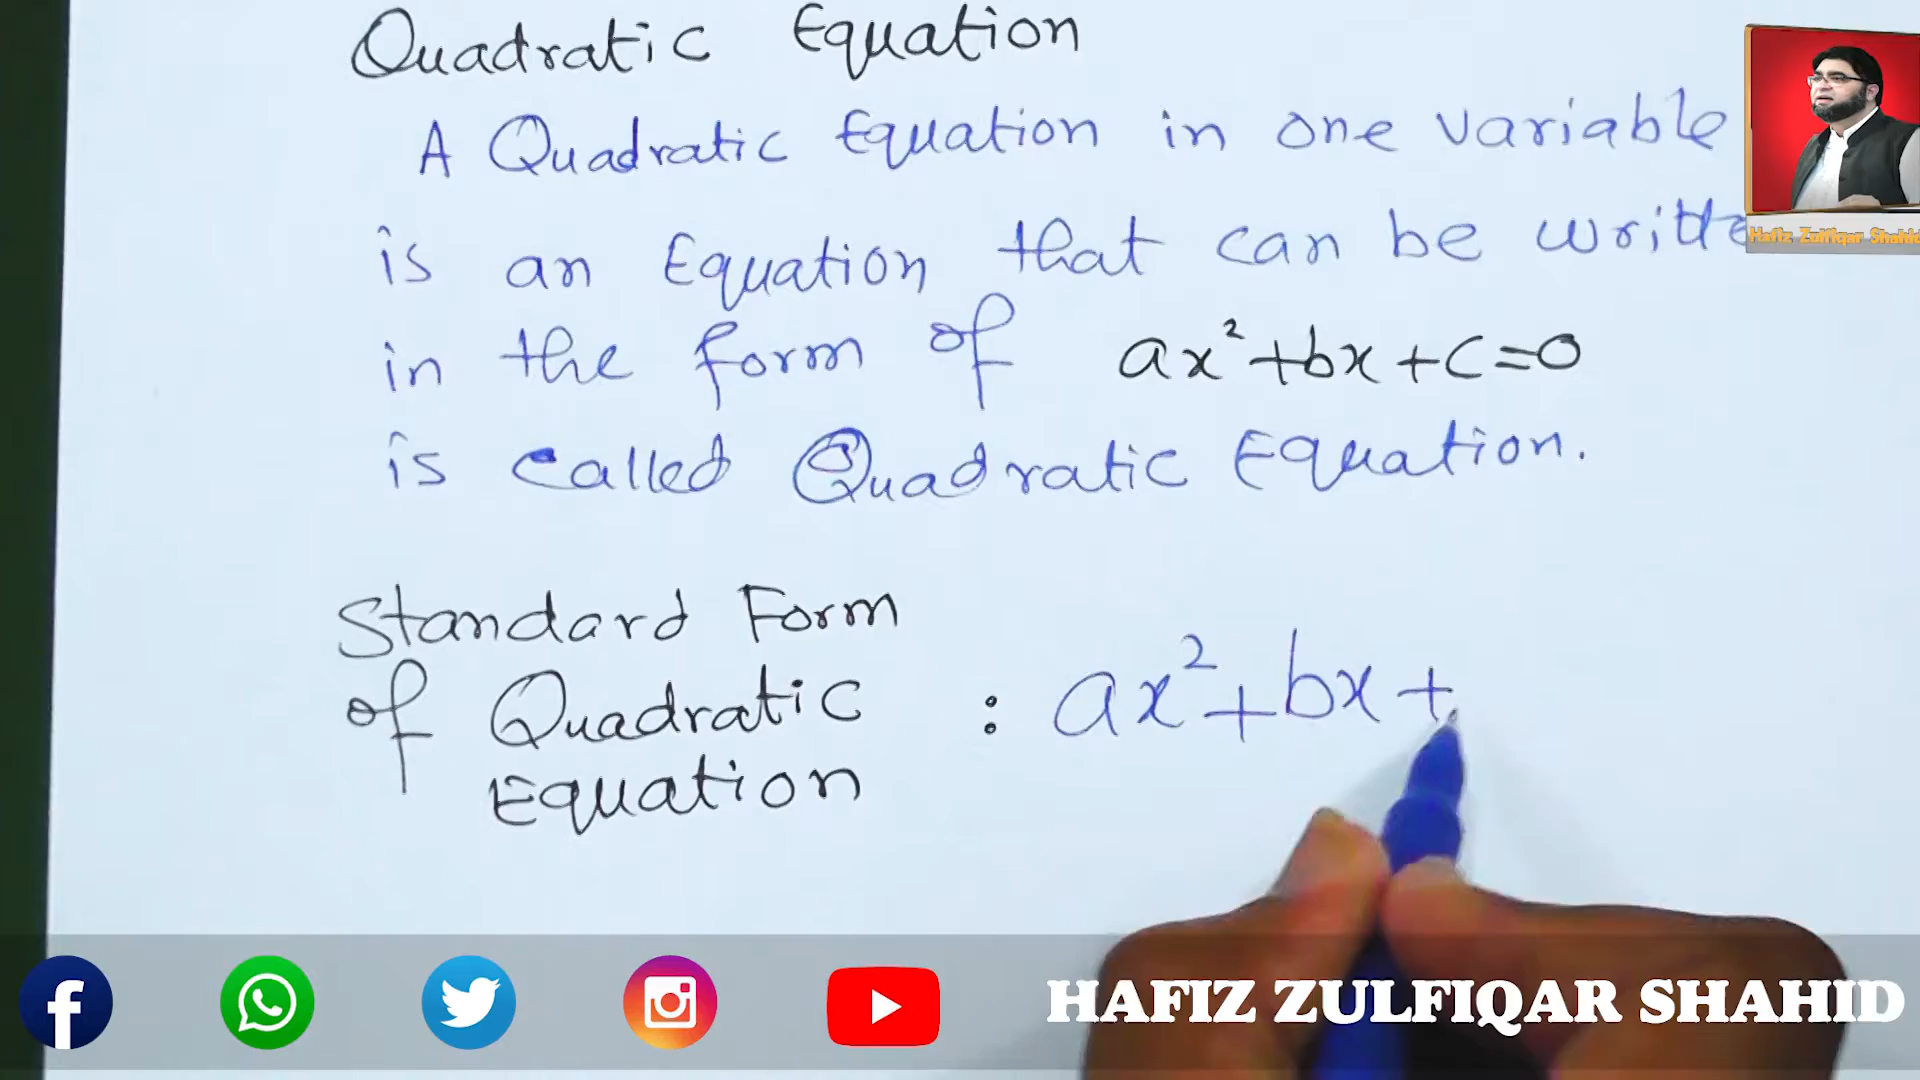 Quadratic Equation
A Quadratic Equation in one variable
is an Equation that can be writte
in the form of ax²+bx+c=0
is called Quadratic Equation.
Standard Form
of Quadratic : ax²+bx+
Equation
Hafiz Zulfiqar Shahid
HAFIZ ZULFIQAR SHAHID